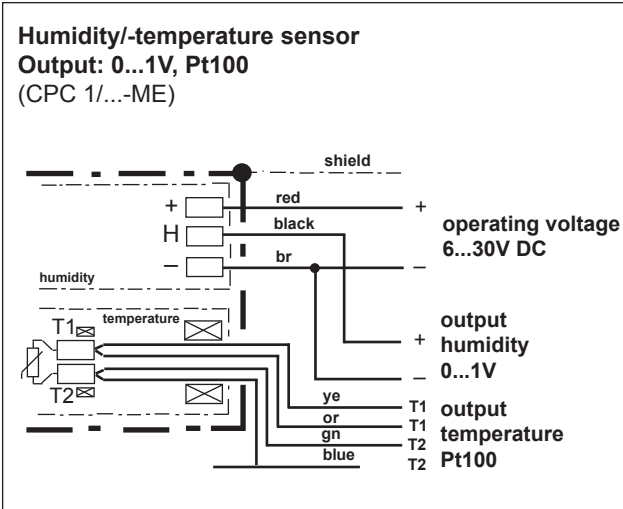 Humidity/-temperature sensor
Output: 0...1V, Pt100
(CPC 1/...-ME)
shield
+ red +
H black
operating voltage
6...30V DC
– br –
humidity
temperature
T1
T2
output
+ humidity
0...1V
–
ye T1
or T1
gn T2
blue T2
output
temperature
Pt100